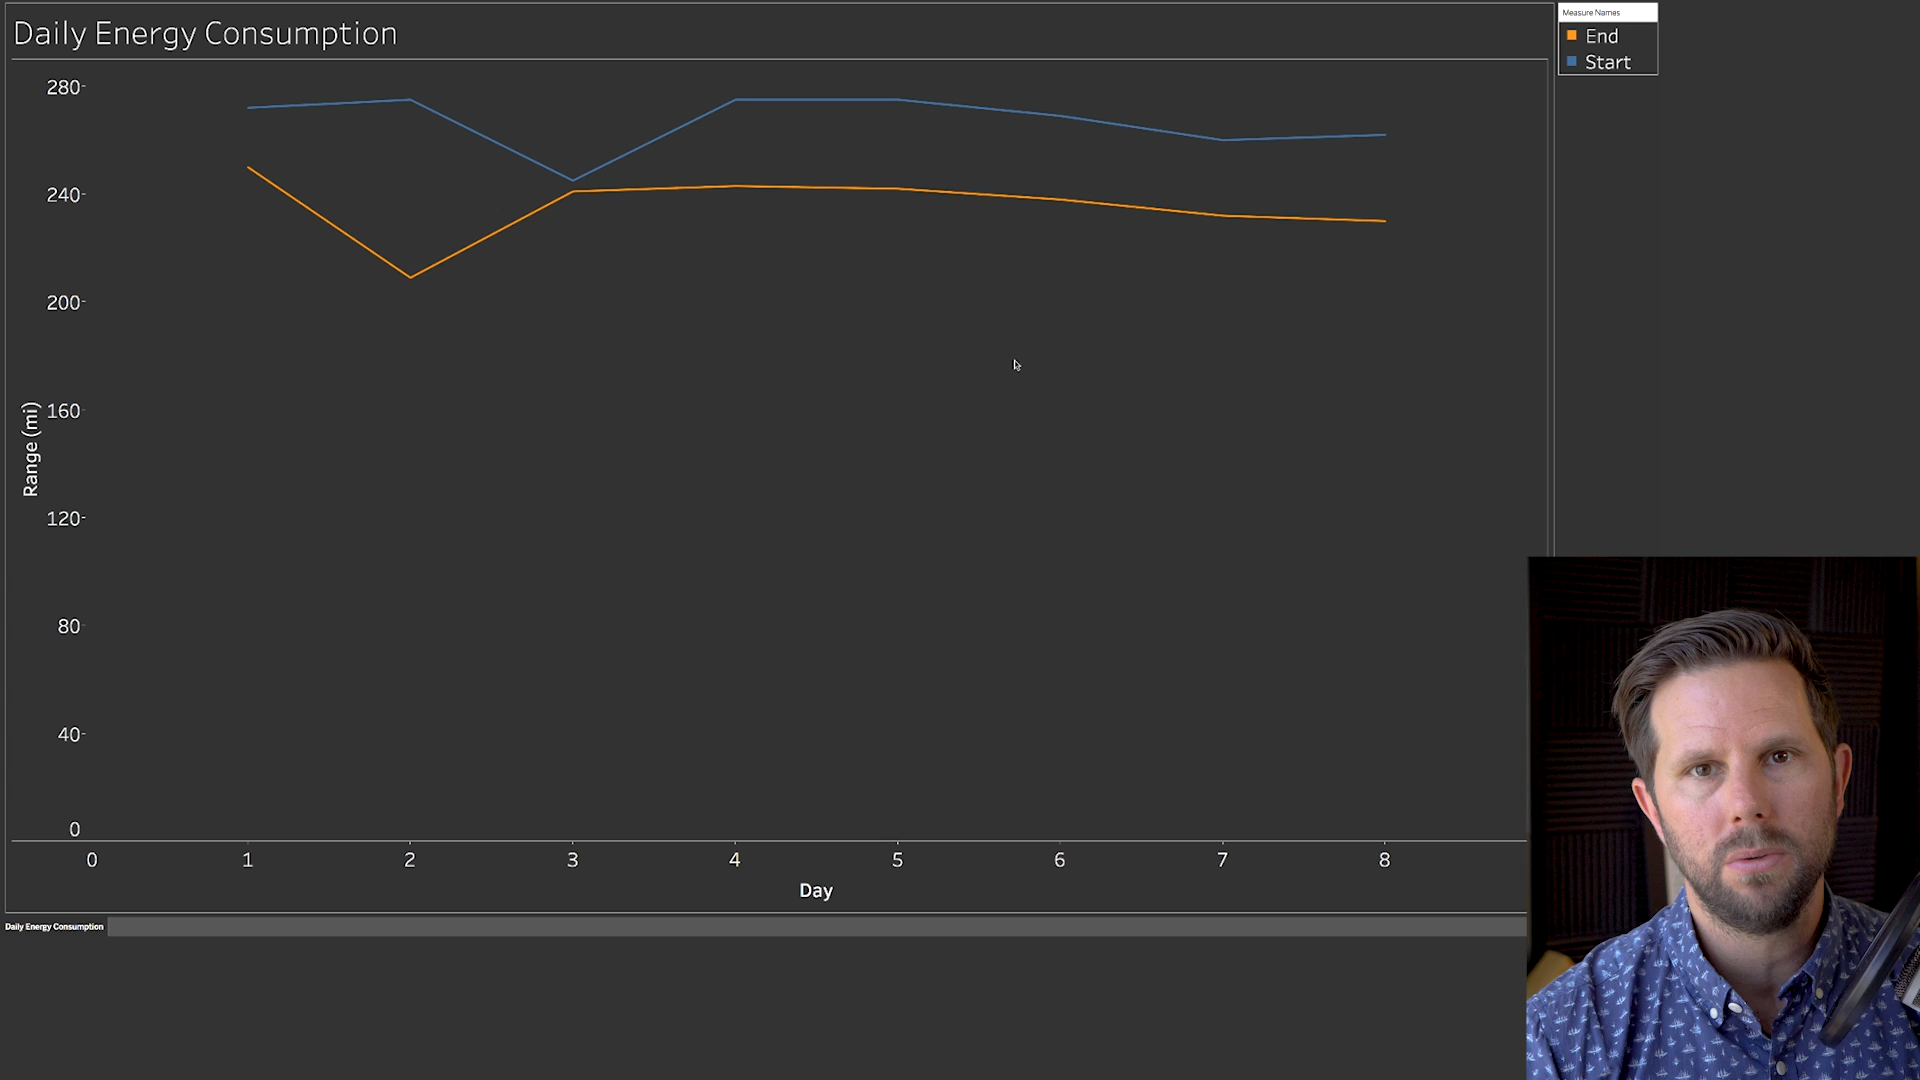 Daily Energy Consumption
Measure Names
End
Start
280
240
200
160
120
80
40
0
Range (mi)
0 1 2 3 4 5 6 7 8
Day
Daily Energy Consumption